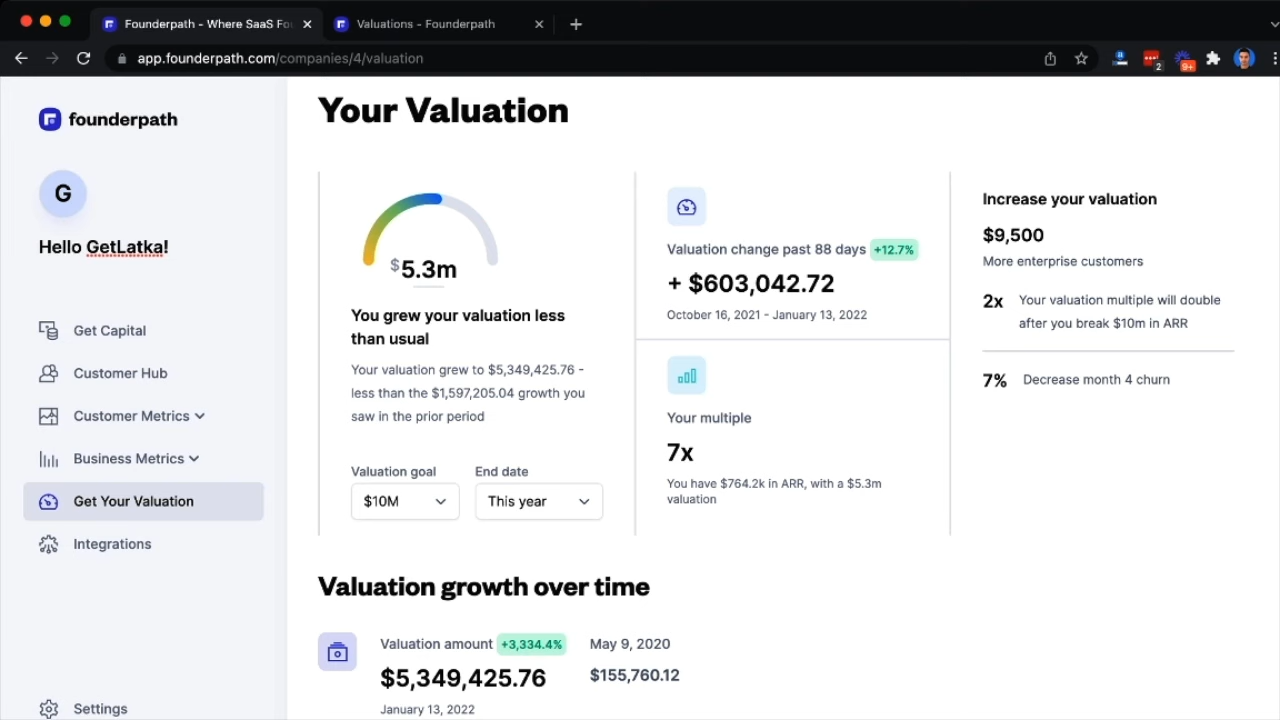 Founderpath - Where SaaS Fou
Valuations - Founderpath
app.founderpath.com/companies/4/valuation
2
9+
founderpath
G
Hello GetLatka!
Get Capital
Customer Hub
Customer Metrics
Business Metrics
Get Your Valuation
Integrations
Settings
Your Valuation
$5.3m
You grew your valuation less
than usual
Your valuation grew to $5,349,425.76 -
less than the $1,597,205.04 growth you
saw in the prior period
Valuation goal
$10M
End date
This year
Valuation change past 88 days +12.7%
+ $603,042.72
October 16, 2021 - January 13, 2022
Your multiple
7x
You have $764.2k in ARR, with a $5.3m
valuation
Increase your valuation
$9,500
More enterprise customers
2x Your valuation multiple will double
after you break $10m in ARR
7% Decrease month 4 churn
Valuation growth over time
Valuation amount +3,334.4%
$5,349,425.76
January 13, 2022
May 9, 2020
$155,760.12